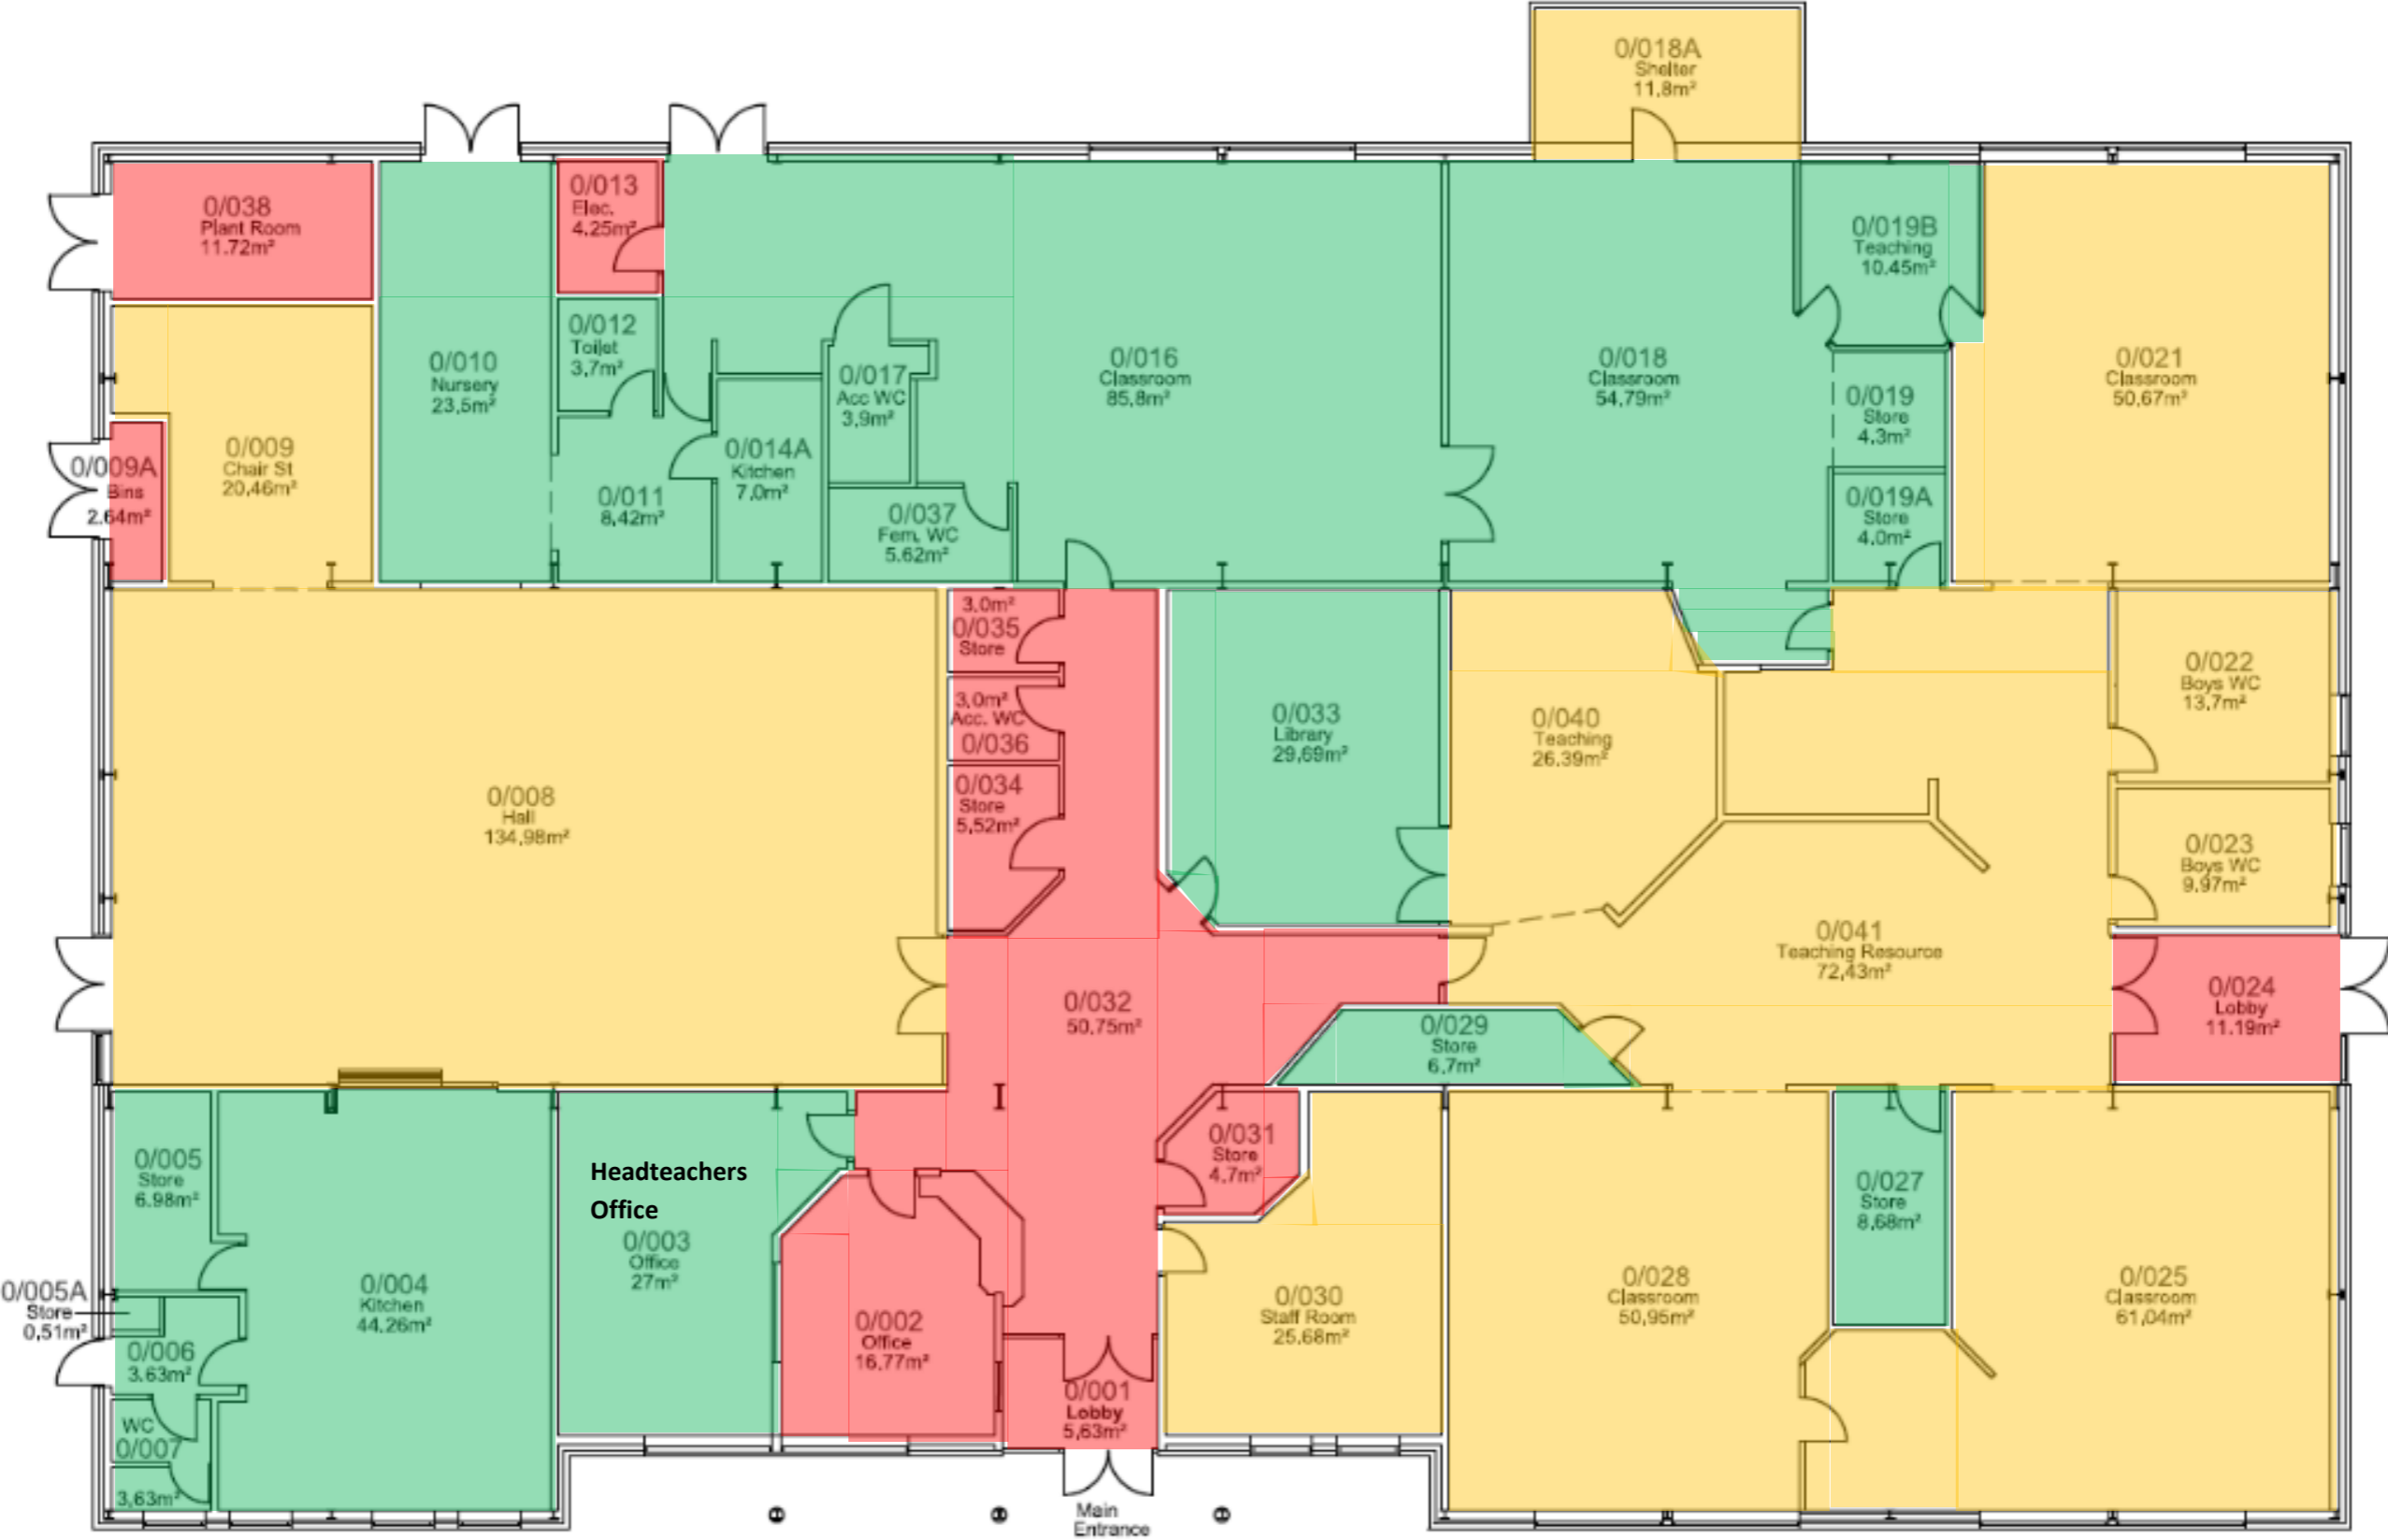 0/018A
Shelter
11,8m²
0/038
Plant Room
11.72m²
0/013
Elec.
4.25m²
0/019B
Teaching
10.45m²
0/012
Toilet
3,7m²
0/010
Nursery
23,5m²
0/017
Acc WC
3,9m²
0/016
Classroom
85,8m²
0/018
Classroom
54,79m²
0/019
Store
4.3m²
0/021
Classroom
50,67m²
0/009A
Bins
2.64m²
0/009
Chair St
20,46m²
0/011
8,42m²
0/014A
Kitchen
7,0m²
0/037
Fem. WC
5.62m²
0/019A
Store
4.0m²
3.0m²
0/035
Store
3,0m²
Acc. WC
0/036
0/034
Store
5,52m²
0/008
Hall
134,98m²
0/033
Library
29,69m²
0/040
Teaching
26.39m²
0/022
Boys WC
13,7m²
0/023
Boys WC
9.97m²
0/041
Teaching Resource
72,43m²
0/032
50,75m²
0/029
Store
6.7m²
0/024
Lobby
11.19m²
0/005
Store
6.98m²
Headteachers
Office
0/003
Office
27m²
0/031
Store
4.7m²
0/027
Store
8,68m²
0/005A
Store
0,51m²
0/004
Kitchen
44.26m²
0/006
3.63m²
0/002
Office
16,77m²
0/030
Staff Room
25.68m²
0/028
Classroom
50,95m²
0/025
Classroom
61,04m²
0/001
Lobby
5,63m²
WC
0/007
3,63m²
Main
Entrance